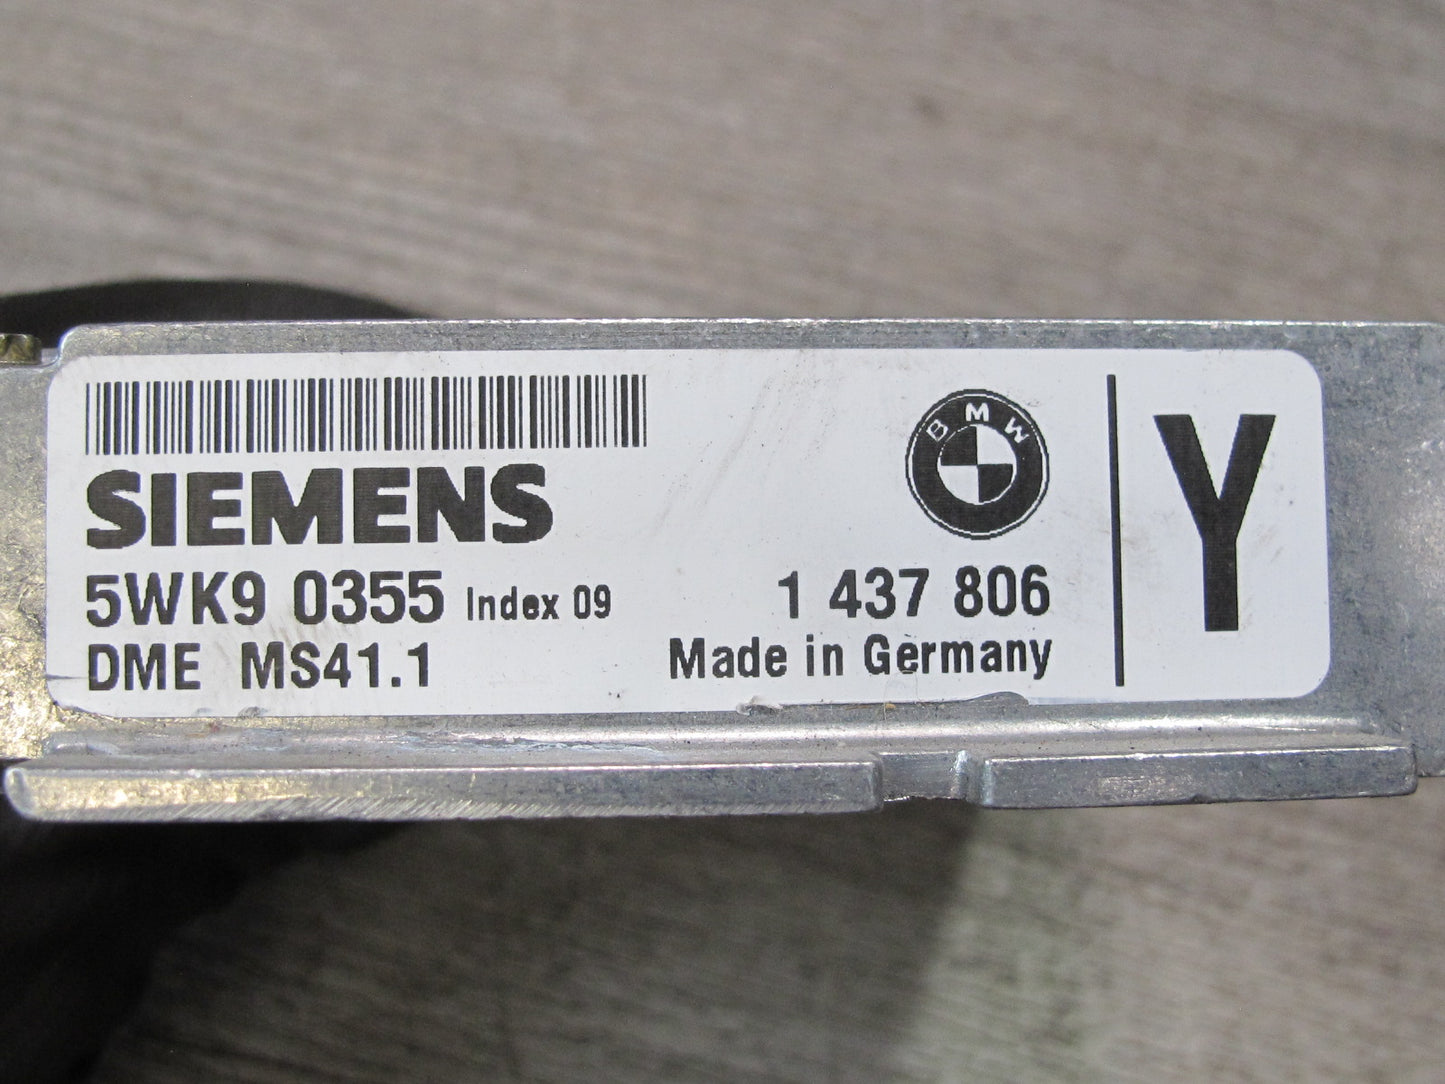 SIEMENS
5WK9 0355 Index 09
DME MS41.1
BMW
1 437 806
Made in Germany
Y